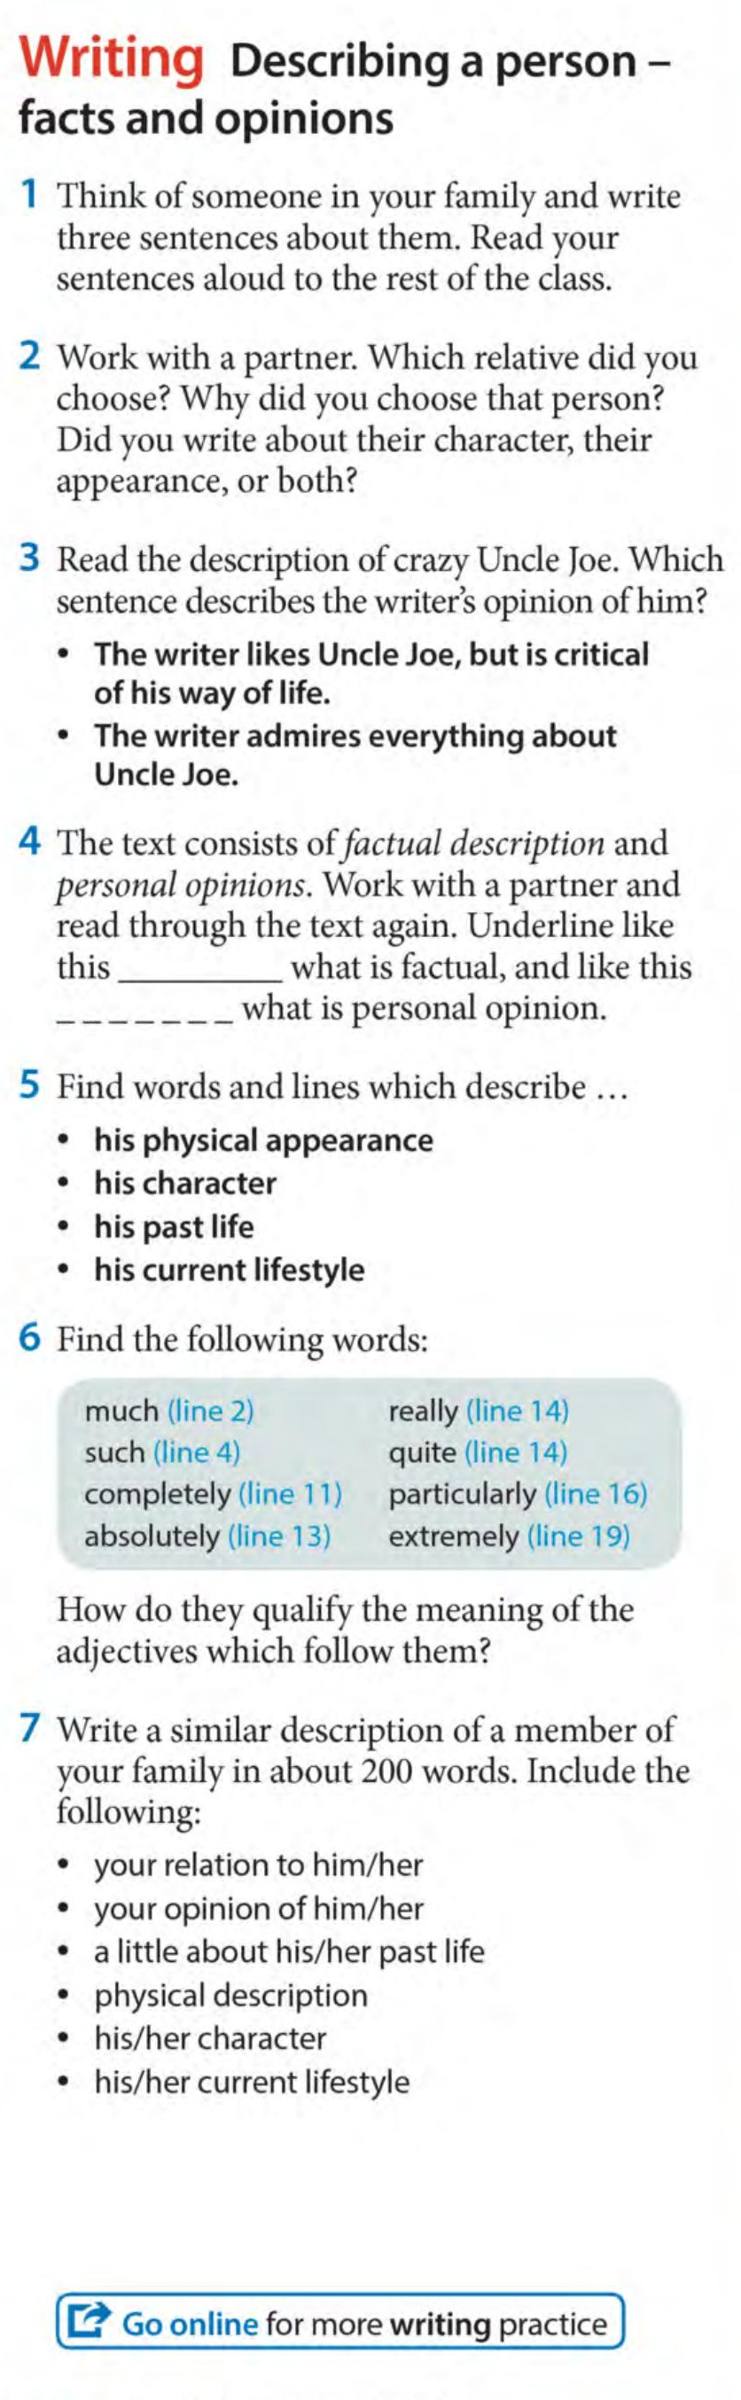 Writing Describing a person –
facts and opinions
1 Think of someone in your family and write
three sentences about them. Read your
sentences aloud to the rest of the class.
2 Work with a partner. Which relative did you
choose? Why did you choose that person?
Did you write about their character, their
appearance, or both?
3 Read the description of crazy Uncle Joe. Which
sentence describes the writer's opinion of him?
• The writer likes Uncle Joe, but is critical
of his way of life.
• The writer admires everything about
Uncle Joe.
4 The text consists of factual description and
personal opinions. Work with a partner and
read through the text again. Underline like
this __________ what is factual, and like this
_ _ _ _ _ _ _ what is personal opinion.
5 Find words and lines which describe …
• his physical appearance
• his character
• his past life
• his current lifestyle
6 Find the following words:
much (line 2) really (line 14)
such (line 4) quite (line 14)
completely (line 11) particularly (line 16)
absolutely (line 13) extremely (line 19)
How do they qualify the meaning of the
adjectives which follow them?
7 Write a similar description of a member of
your family in about 200 words. Include the
following:
• your relation to him/her
• your opinion of him/her
• a little about his/her past life
• physical description
• his/her character
• his/her current lifestyle
Go online for more writing practice